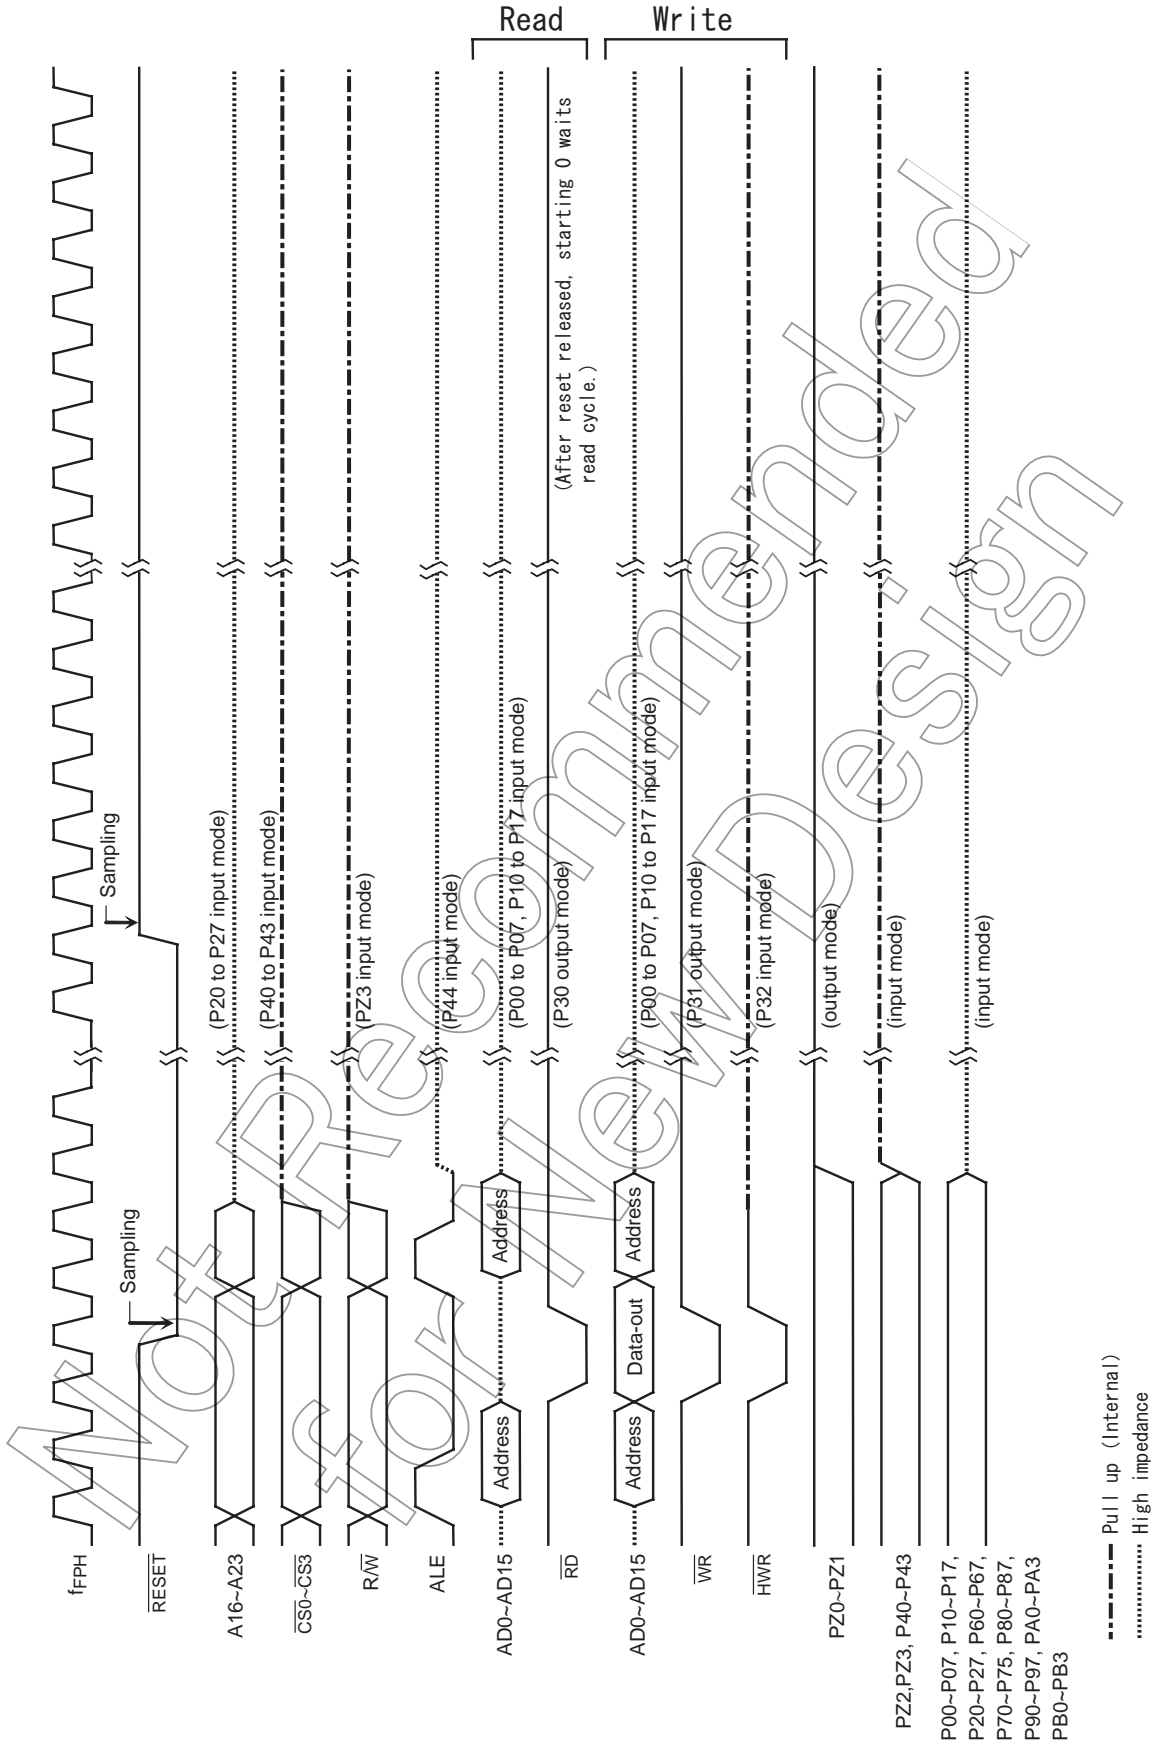 Read
Write
fFPH
RESET
Sampling
Sampling
A16~A23
(P20 to P27 input mode)
CS0~CS3
(P40 to P43 input mode)
R/W
(PZ3 input mode)
ALE
(P44 input mode)
AD0~AD15
Address
Address
(P00 to P07, P10 to P17 input mode)
RD
(P30 output mode)
(After reset released, starting 0 waits
read cycle.)
AD0~AD15
Address
Data-out
Address
(P00 to P07, P10 to P17 input mode)
WR
(P31 output mode)
HWR
(P32 input mode)
PZ0~PZ1
(output mode)
PZ2,PZ3, P40~P43
(input mode)
P00~P07, P10~P17,
P20~P27, P60~P67,
P70~P75, P80~P87,
P90~P97, PA0~PA3
PB0~PB3
(input mode)
Pull up (Internal)
High impedance
Not Recommended
for New Design